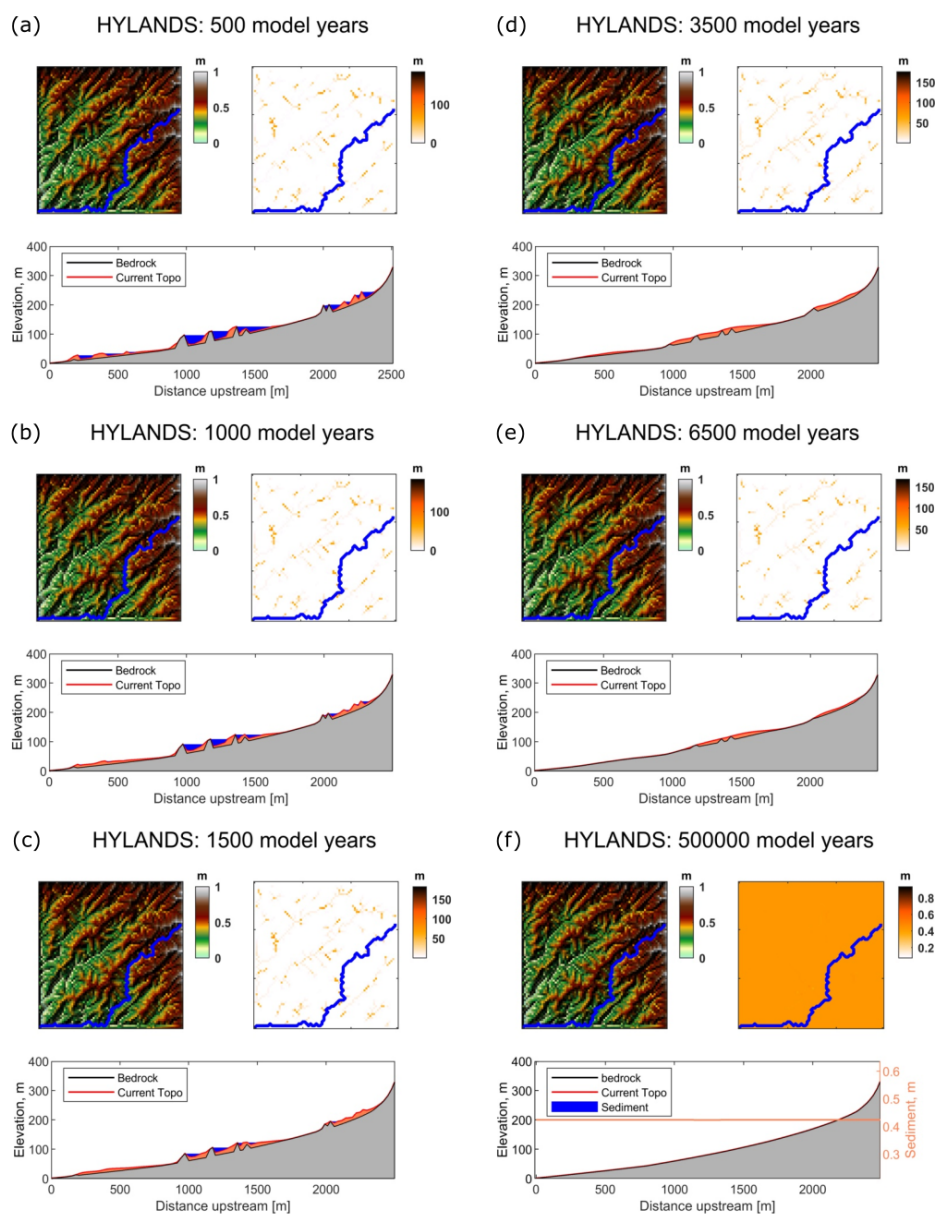 (a) HYLANDS: 500 model years
m
1
0.5
0
m
100
0
400
300
200
100
0
Elevation, m
Bedrock
Current Topo
0 500 1000 1500 2000 2500
Distance upstream [m]
(d) HYLANDS: 3500 model years
m
1
0.5
0
m
150
100
50
400
300
200
100
0
Elevation, m
Bedrock
Current Topo
0 500 1000 1500 2000
Distance upstream [m]
(b) HYLANDS: 1000 model years
m
1
0.5
0
m
100
0
400
300
200
100
0
Elevation, m
Bedrock
Current Topo
0 500 1000 1500 2000
Distance upstream [m]
(e) HYLANDS: 6500 model years
m
1
0.5
0
m
150
100
50
400
300
200
100
0
Elevation, m
Bedrock
Current Topo
0 500 1000 1500 2000
Distance upstream [m]
(c) HYLANDS: 1500 model years
m
1
0.5
0
m
150
100
50
400
300
200
100
0
Elevation, m
Bedrock
Current Topo
0 500 1000 1500 2000
Distance upstream [m]
(f) HYLANDS: 500000 model years
m
1
0.5
0
m
0.8
0.6
0.4
0.2
400
300
200
100
0
Elevation, m
bedrock
Current Topo
Sediment
0.6
0.5
0.4
0.3
Sediment, m
0 500 1000 1500 2000
Distance upstream [m]